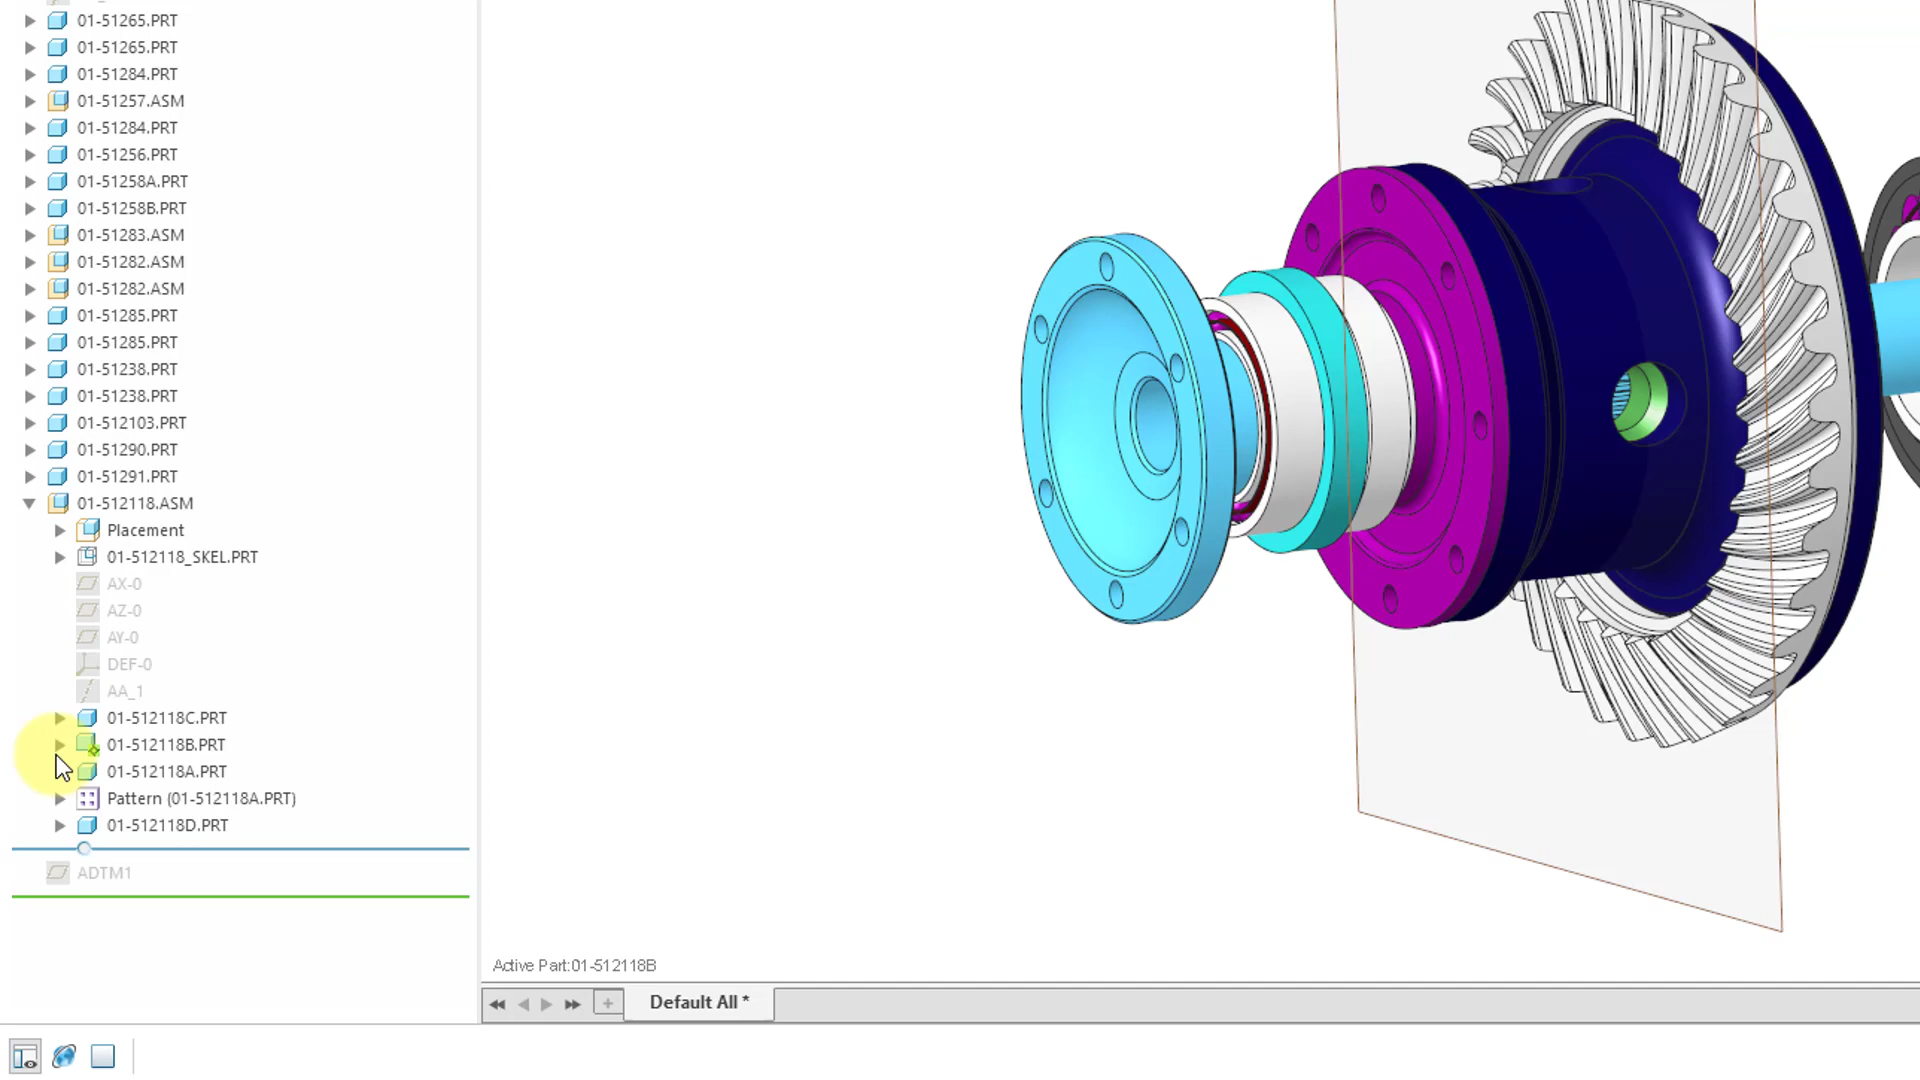 01-51265.PRT
01-51265.PRT
01-51284.PRT
01-51257.ASM
01-51284.PRT
01-51256.PRT
01-51258A.PRT
01-51258B.PRT
01-51283.ASM
01-51282.ASM
01-51282.ASM
01-51285.PRT
01-51285.PRT
01-51238.PRT
01-51238.PRT
01-512103.PRT
01-51290.PRT
01-51291.PRT
01-512118.ASM
Placement
01-512118_SKEL.PRT
AX-0
AZ-0
AY-0
DEF-0
AA_1
01-512118C.PRT
01-512118B.PRT
01-512118A.PRT
Pattern (01-512118A.PRT)
01-512118D.PRT
ADTM1
Active Part:01-512118B
Default All *